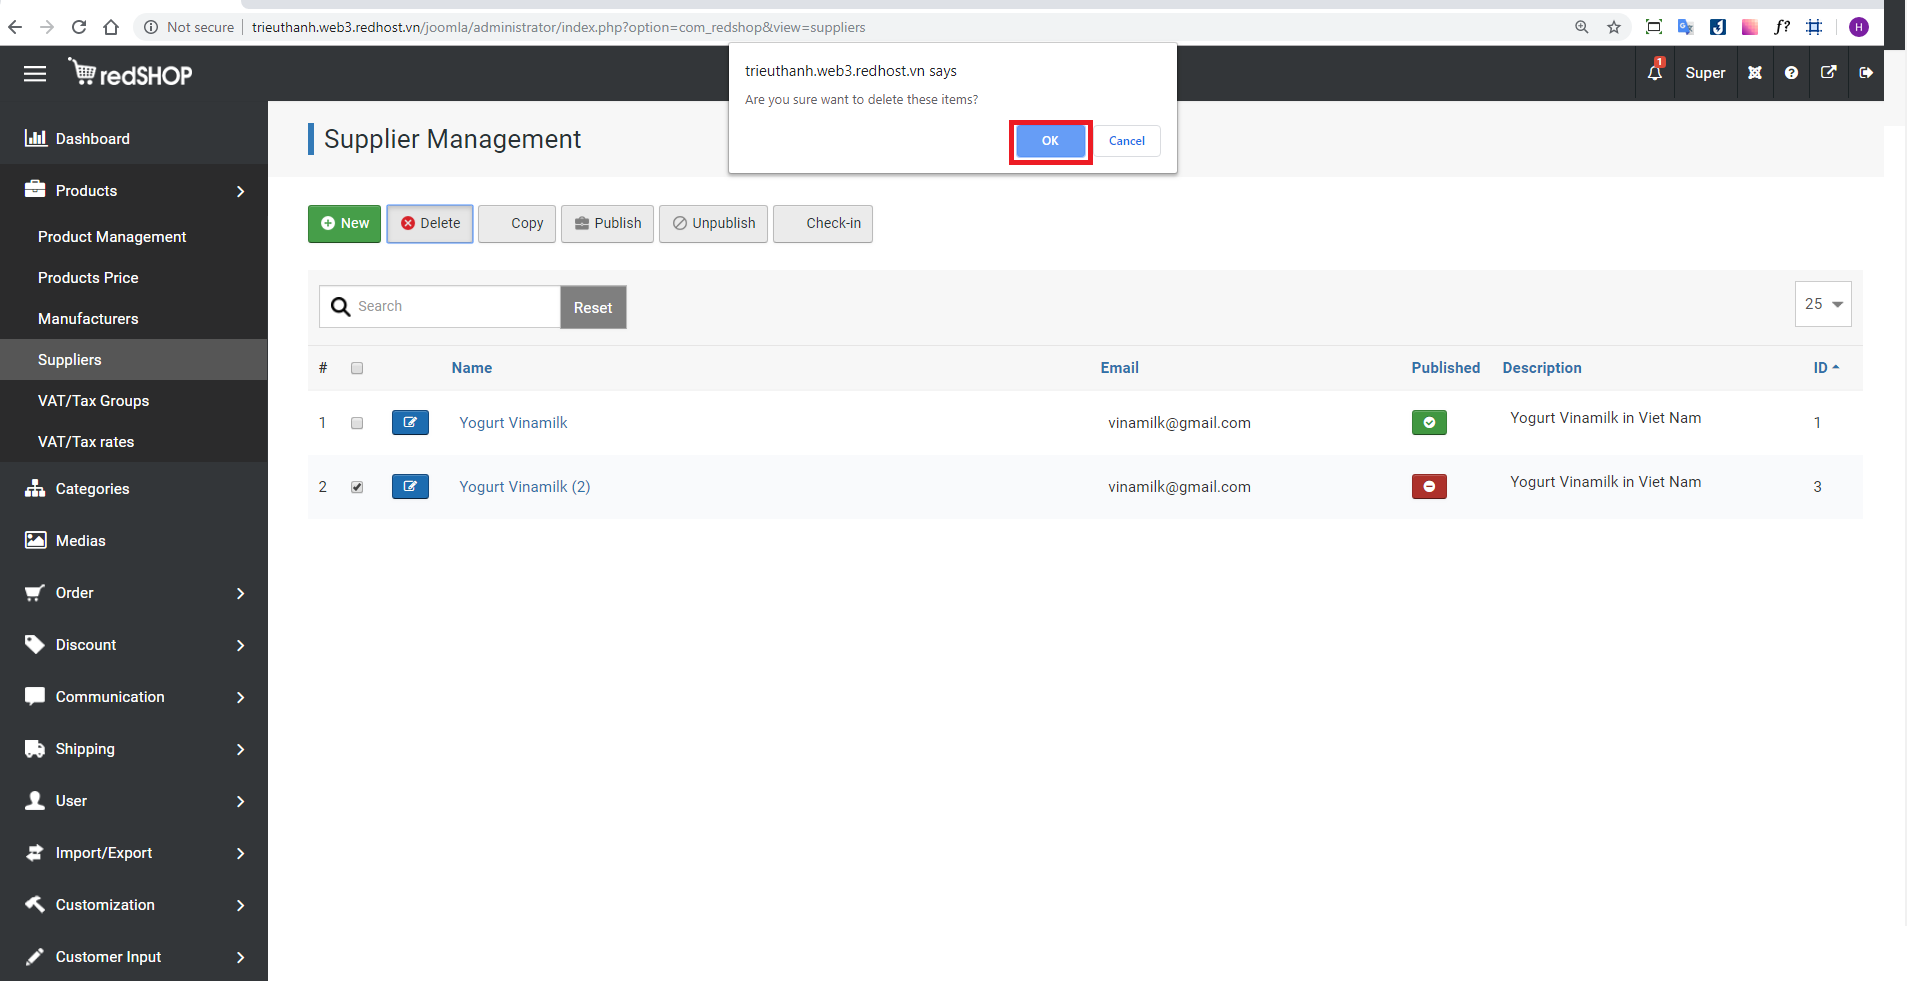 Not secure | trieuthanh.web3.redhost.vn/joomla/administrator/index.php?option=com_redshop&view=suppliers
f?
H
trieuthanh.web3.redhost.vn says
Are you sure want to delete these items?
OK
Cancel
redSHOP
1
Super
Dashboard
Products
Product Management
Products Price
Manufacturers
Suppliers
VAT/Tax Groups
VAT/Tax rates
Categories
Medias
Order
Discount
Communication
Shipping
User
Import/Export
Customization
Customer Input
Supplier Management
New
Delete
Copy
Publish
Unpublish
Check-in
Search
Reset
25
# Name Email Published Description ID
1 Yogurt Vinamilk vinamilk@gmail.com Yogurt Vinamilk in Viet Nam 1
2 Yogurt Vinamilk (2) vinamilk@gmail.com Yogurt Vinamilk in Viet Nam 3